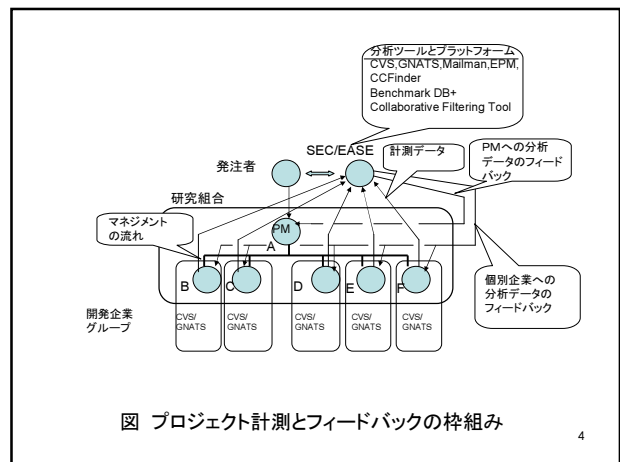 分析ツールとプラットフォーム
CVS,GNATS,Mailman,EPM,
CCFinder
Benchmark DB+
Collaborative Filtering Tool
SEC/EASE
計測データ
PMへの分析
データのフィード
バック
発注者
研究組合
マネジメント
の流れ
PM
A
B
C
D
E
F
個別企業への
分析データの
フィードバック
開発企業
グループ
CVS/
GNATS
CVS/
GNATS
CVS/
GNATS
CVS/
GNATS
CVS/
GNATS
図 プロジェクト計測とフィードバックの枠組み
4